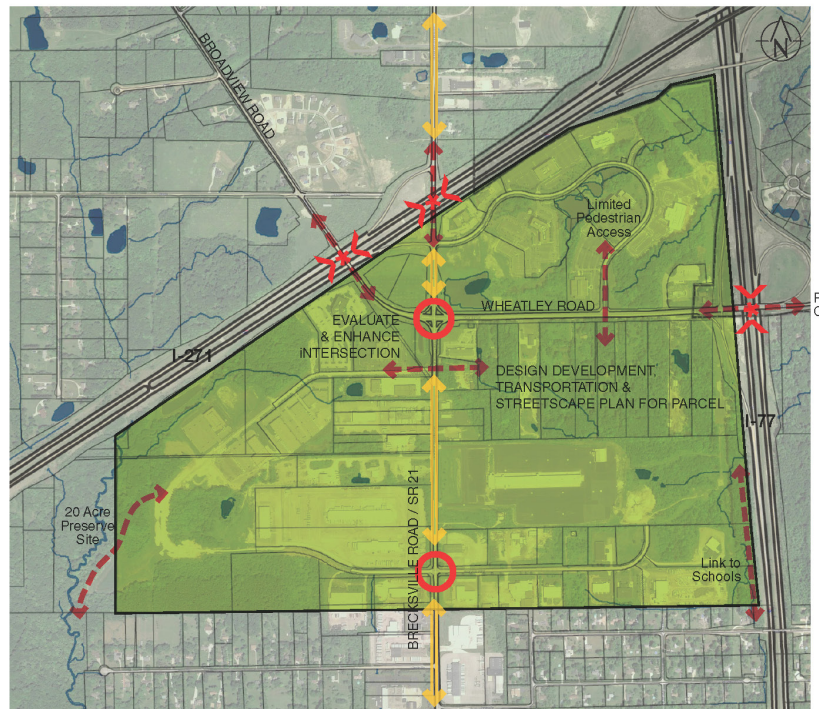 N
BROADVIEW ROAD
Limited
Pedestrian
Access
WHEATLEY ROAD
EVALUATE
& ENHANCE
INTERSECTION
I-271
DESIGN DEVELOPMENT,
TRANSPORTATION &
STREETSCAPE PLAN FOR PARCEL
I-77
20 Acre
Preserve
Site
BRECKSVILLE ROAD / SR 21
Link to
Schools